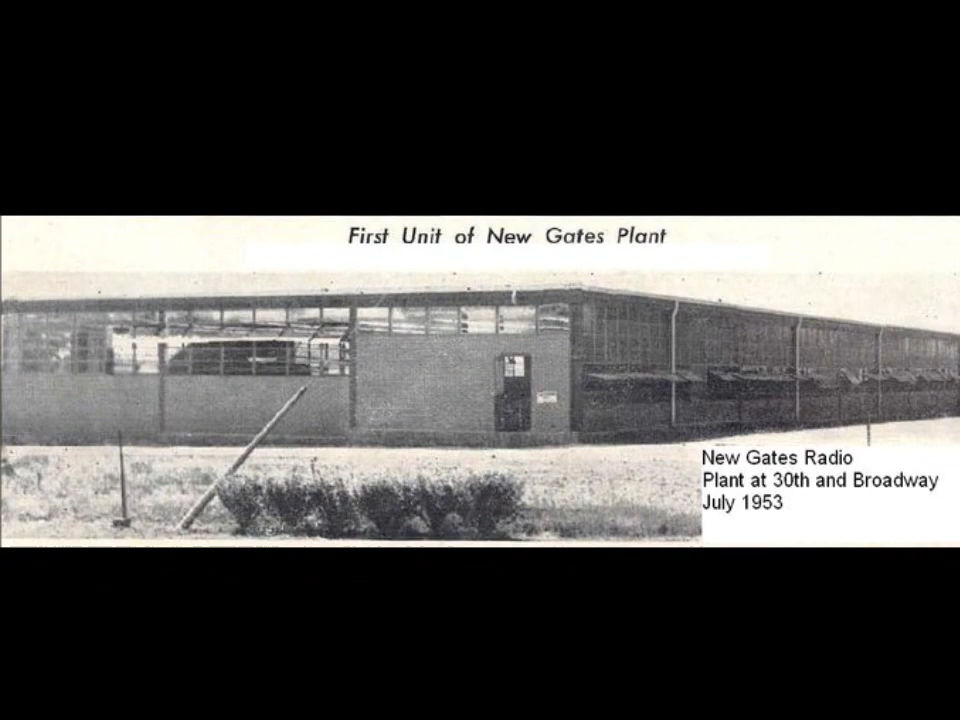 First Unit of New Gates Plant
New Gates Radio
Plant at 30th and Broadway
July 1953